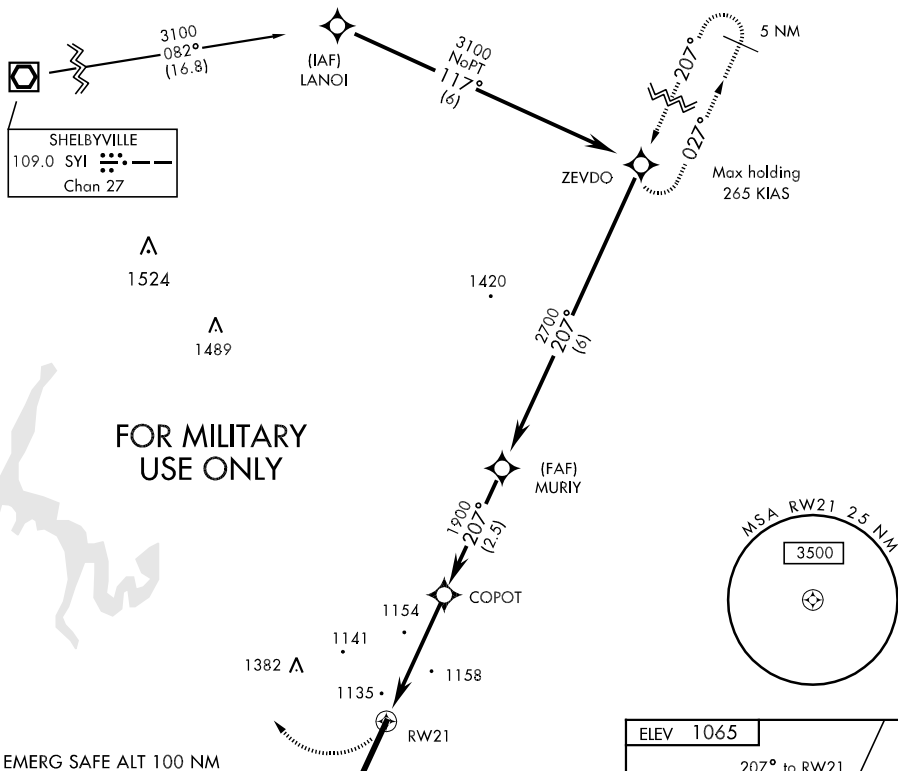 3100
082°
(16.8)
(IAF)
LANOI
3100
NoPT
117°
(6)
207°
5 NM
027°
SHELBYVILLE
109.0 SYI
Chan 27
ZEVDO
Max holding
265 KIAS
1524
1420
1489
2700
207°
(6)
FOR MILITARY
USE ONLY
(FAF)
MURIY
1900
207°
(2.5)
MSA RW21 25 NM
3500
COPOT
1154
1141
1382
1158
1135
RW21
ELEV 1065
EMERG SAFE ALT 100 NM
207° to RW21